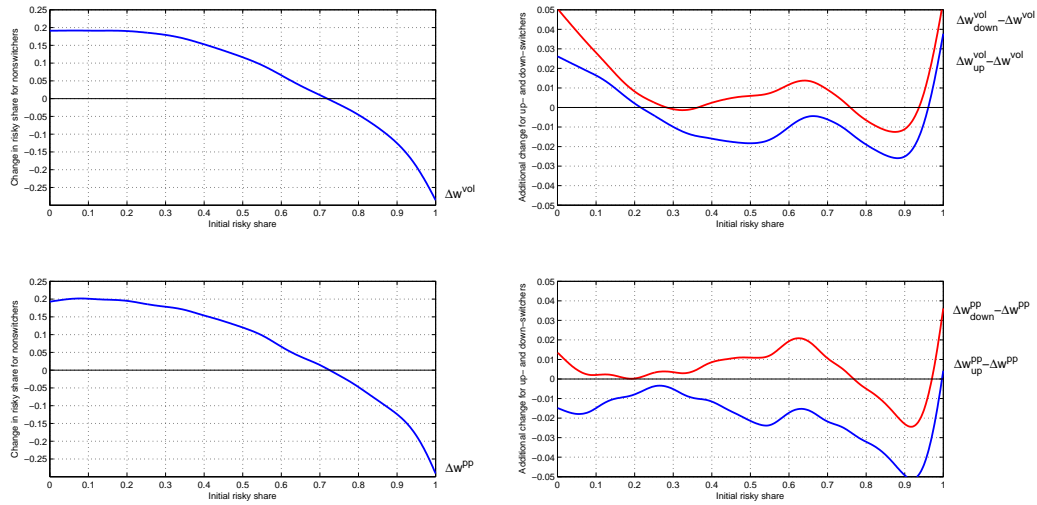 0.25
0.2
0.15
0.1
0.05
0
−0.05
−0.1
−0.15
−0.2
−0.25
Change in risky share for nonswitchers
0 0.1 0.2 0.3 0.4 0.5 0.6 0.7 0.8 0.9 1
Initial risky share
Δw^vol
0.05
0.04
0.03
0.02
0.01
0
−0.01
−0.02
−0.03
−0.04
−0.05
Additional change for up− and down−switchers
0 0.1 0.2 0.3 0.4 0.5 0.6 0.7 0.8 0.9 1
Initial risky share
Δw^vol_down−Δw^vol
Δw^vol_up−Δw^vol
0.25
0.2
0.15
0.1
0.05
0
−0.05
−0.1
−0.15
−0.2
−0.25
Change in risky share for nonswitchers
0 0.1 0.2 0.3 0.4 0.5 0.6 0.7 0.8 0.9 1
Initial risky share
Δw^pp
0.05
0.04
0.03
0.02
0.01
0
−0.01
−0.02
−0.03
−0.04
−0.05
Additional change for up− and down−switchers
0 0.1 0.2 0.3 0.4 0.5 0.6 0.7 0.8 0.9 1
Initial risky share
Δw^pp_down−Δw^pp
Δw^pp_up−Δw^pp